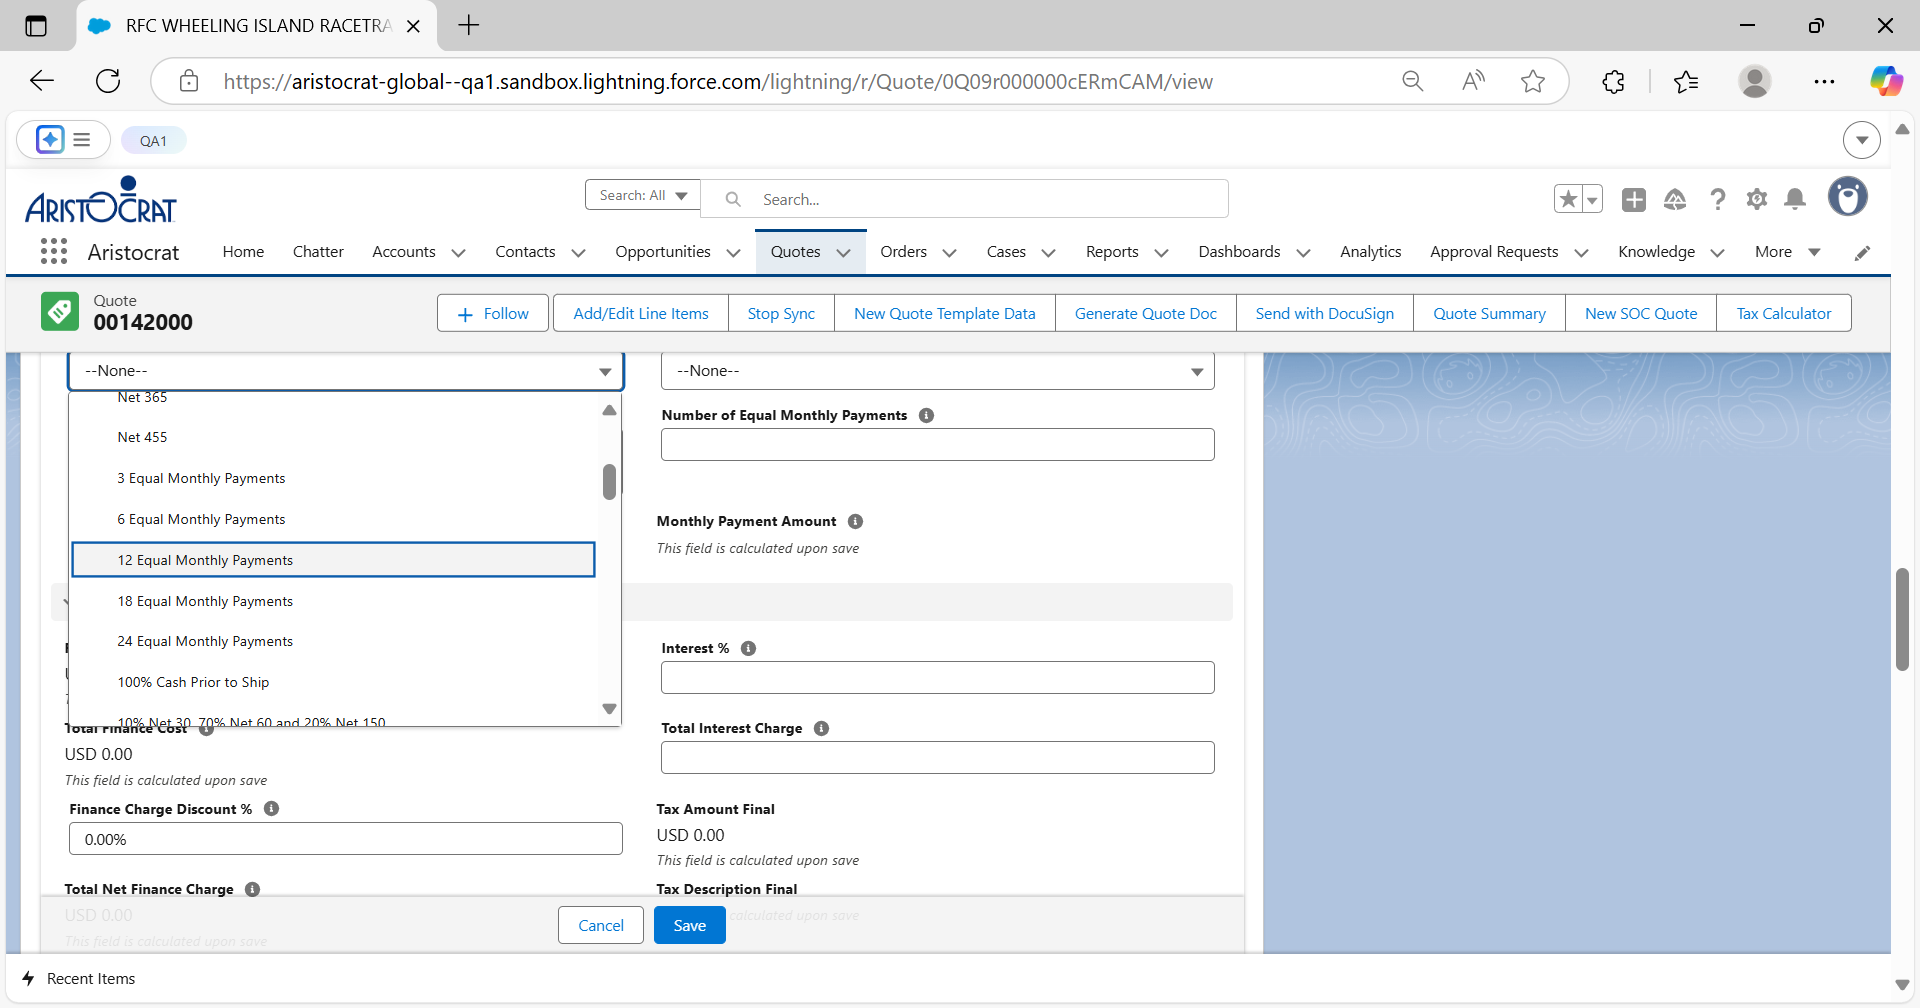 RFC WHEELING ISLAND RACETRA
https://aristocrat-global--qa1.sandbox.lightning.force.com/lightning/r/Quote/0Q09r000000cERmCAM/view
QA1
ARISTOCRAT
Search: All
Search...
Aristocrat
Home
Chatter
Accounts
Contacts
Opportunities
Quotes
Orders
Cases
Reports
Dashboards
Analytics
Approval Requests
Knowledge
More
Quote
00142000
Follow
Add/Edit Line Items
Stop Sync
New Quote Template Data
Generate Quote Doc
Send with DocuSign
Quote Summary
New SOC Quote
Tax Calculator
--None--
--None--
Net 365
Net 455
3 Equal Monthly Payments
6 Equal Monthly Payments
12 Equal Monthly Payments
18 Equal Monthly Payments
24 Equal Monthly Payments
100% Cash Prior to Ship
10% Net 30, 70% Net 60 and 20% Net 150
Number of Equal Monthly Payments
Monthly Payment Amount
This field is calculated upon save
Interest %
Total Finance Cost
USD 0.00
This field is calculated upon save
Total Interest Charge
Finance Charge Discount %
0.00%
Tax Amount Final
USD 0.00
This field is calculated upon save
Total Net Finance Charge
USD 0.00
This field is calculated upon save
Tax Description Final
calculated upon save
Cancel
Save
Recent Items